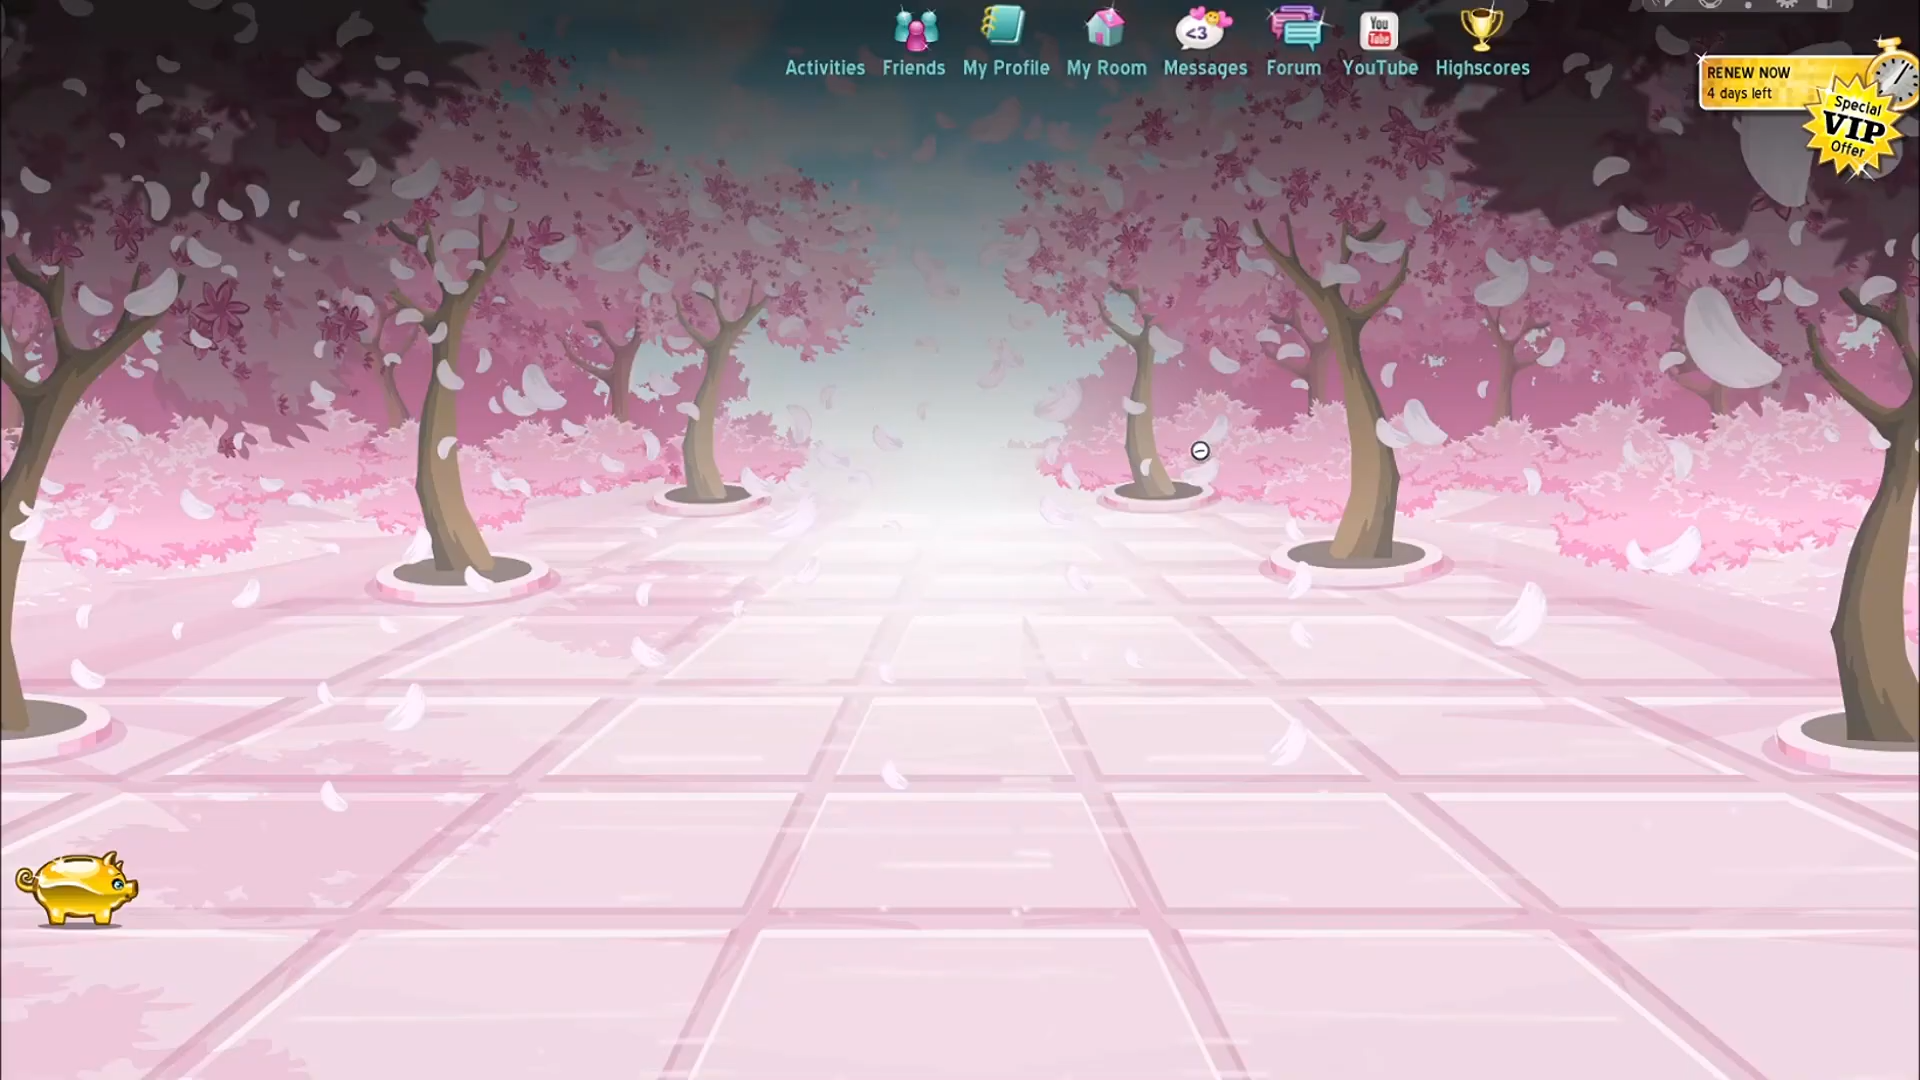 Activities Friends My Profile My Room Messages Forum YouTube Highscores
<3
You
Tube
RENEW NOW
4 days left
Special
VIP
Offer